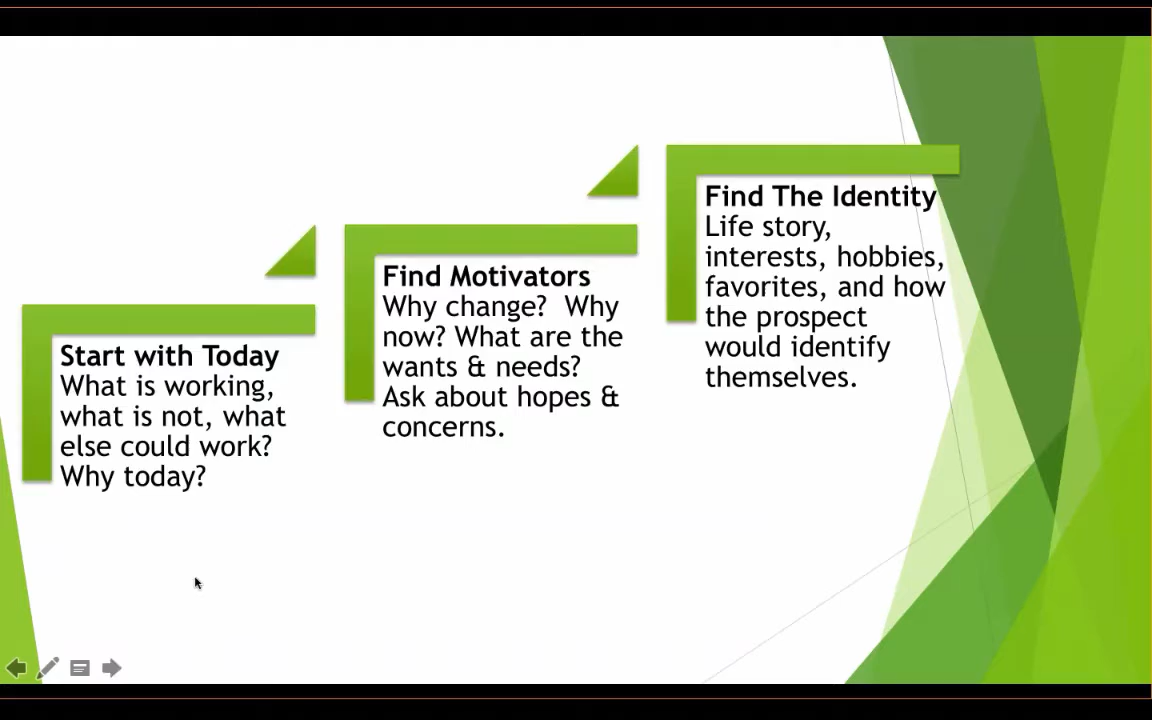 Start with Today
What is working,
what is not, what
else could work?
Why today?
Find Motivators
Why change?  Why
now? What are the
wants & needs?
Ask about hopes &
concerns.
Find The Identity
Life story,
interests, hobbies,
favorites, and how
the prospect
would identify
themselves.